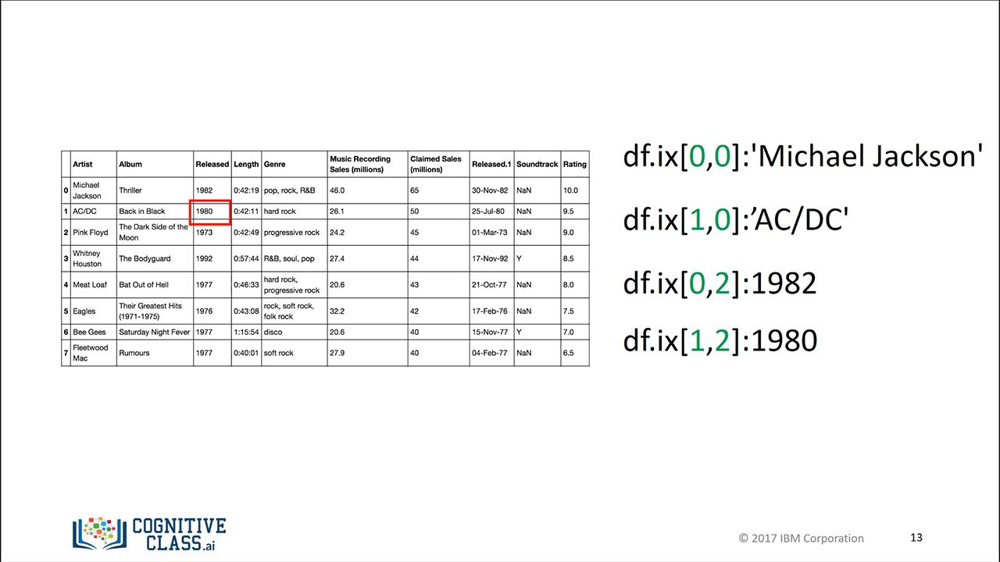 Artist Album Released Length Genre Music Recording Sales (millions) Claimed Sales (millions) Released.1 Soundtrack Rating
0 Michael Jackson Thriller 1982 0:42:19 pop, rock, R&B 46.0 65 30-Nov-82 NaN 10.0
1 AC/DC Back in Black 1980 0:42:11 hard rock 26.1 50 25-Jul-80 NaN 9.5
2 Pink Floyd The Dark Side of the Moon 1973 0:42:49 progressive rock 24.2 45 01-Mar-73 NaN 9.0
3 Whitney Houston The Bodyguard 1992 0:57:44 R&B, soul, pop 27.4 44 17-Nov-92 Y 8.5
4 Meat Loaf Bat Out of Hell 1977 0:46:33 hard rock, progressive rock 20.6 43 21-Oct-77 NaN 8.0
5 Eagles Their Greatest Hits (1971-1975) 1976 0:43:08 rock, soft rock, folk rock 32.2 42 17-Feb-76 NaN 7.5
6 Bee Gees Saturday Night Fever 1977 1:15:54 disco 20.6 40 15-Nov-77 Y 7.0
7 Fleetwood Mac Rumours 1977 0:40:01 soft rock 27.9 40 04-Feb-77 NaN 6.5
df.ix[0,0]:'Michael Jackson'
df.ix[1,0]:’AC/DC'
df.ix[0,2]:1982
df.ix[1,2]:1980
COGNITIVE
CLASS.ai
© 2017 IBM Corporation
13